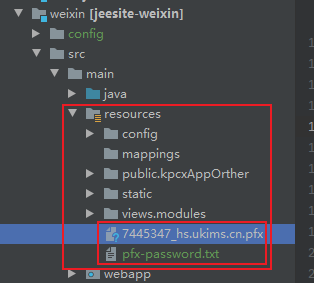 weixin [jeesite-weixin]
config
src
main
java
resources
config
mappings
public.kpcxAppOrther
static
views.modules
7445347_hs.ukims.cn.pfx
pfx-password.txt
webapp